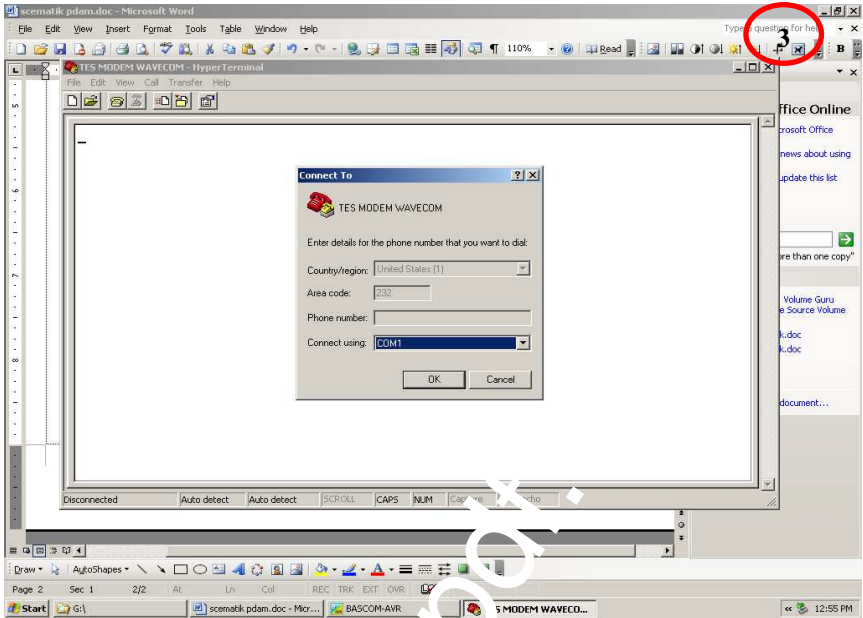 scematik pdam.doc - Microsoft Word
File Edit View Insert Format Tools Table Window Help
Type a question for help
3
110%
Read
B
TES MODEM WAVECOM - HyperTerminal
File Edit View Call Transfer Help
ffice Online
crosoft Office
news about using
update this list
Connect To
TES MODEM WAVECOM
Enter details for the phone number that you want to dial:
Country/region: United States (1)
Area code: 232
Phone number:
Connect using: COM1
OK Cancel
re than one copy"
Volume Guru
e Source Volume
k.doc
k.doc
document...
Disconnected Auto detect Auto detect SCROLL CAPS NUM
5
6
7
8
pdf.
Draw AutoShapes
Page 2 Sec 1 2/2 At Ln Col REC TRK EXT OVR
Start G:\ scematik pdam.doc - Micr... BASCOM-AVR S MODEM WAVECO... 12:55 PM